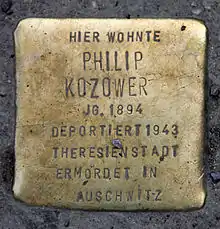 HIER WOHNTE
PHILIP
KOZOWER
JG. 1894
DEPORTIERT 1943
THERESIENSTADT
ERMORDET IN
AUSCHWITZ